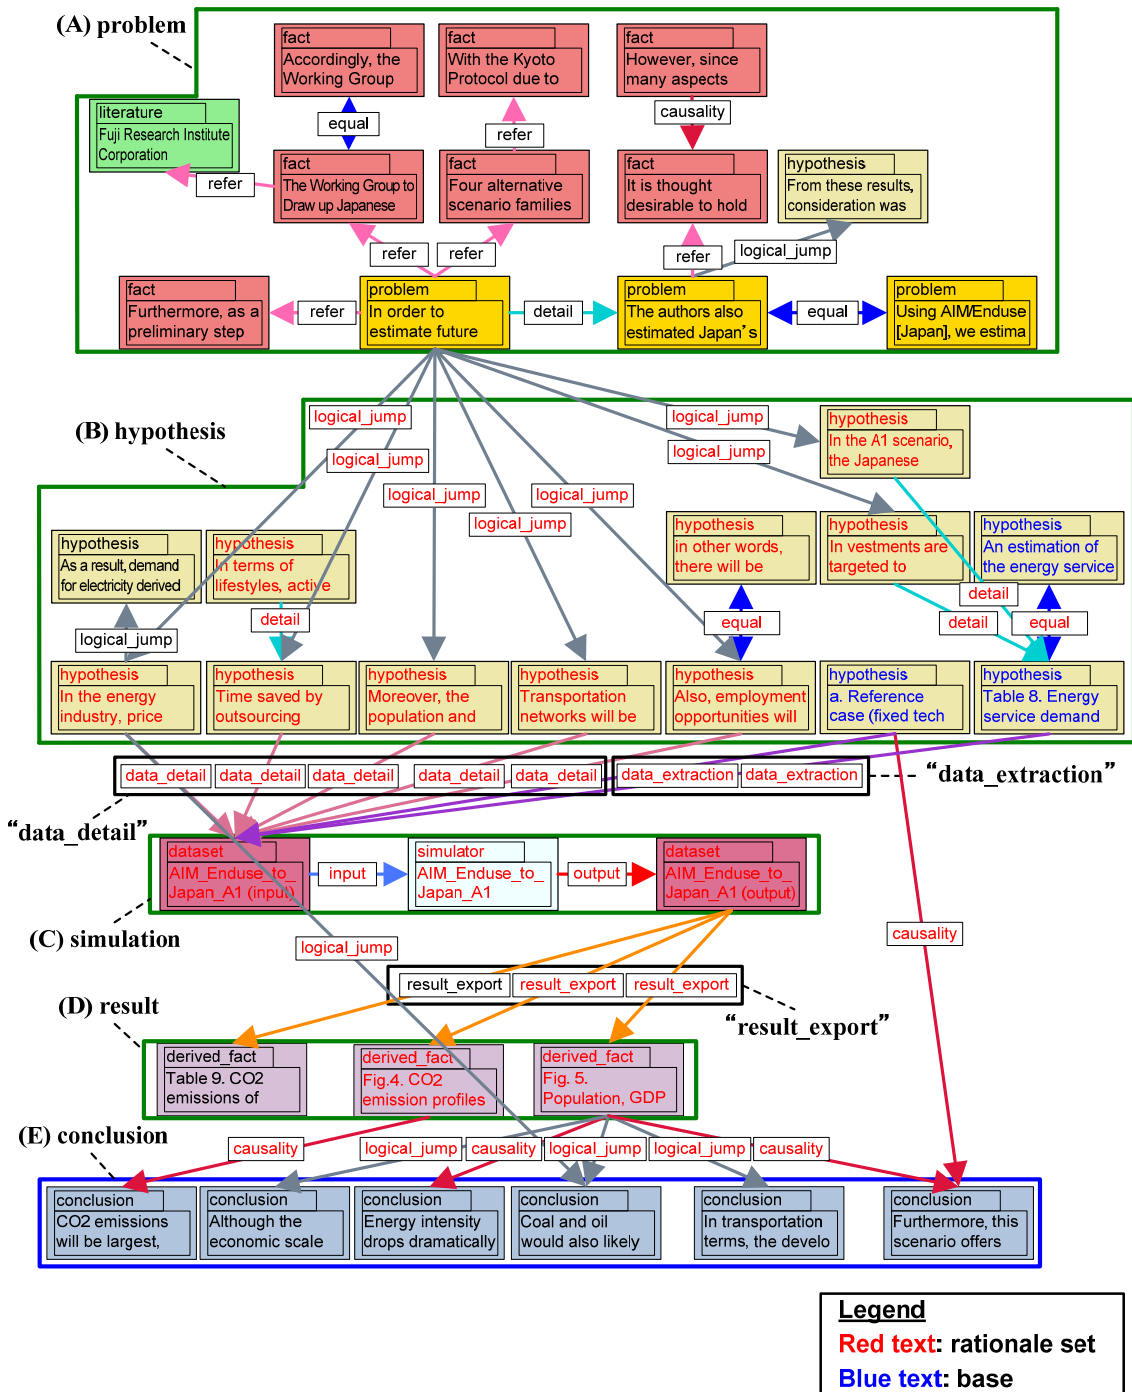 (A) problem
fact
Accordingly, the
Working Group
fact
With the Kyoto
Protocol due to
fact
However, since
many aspects
literature
Fuji Research Institute
Corporation
equal
refer
causality
fact
The Working Group to
Draw up Japanese
fact
Four alternative
scenario families
fact
It is thought
desirable to hold
hypothesis
From these results,
consideration was
refer
refer
refer
refer
logical_jump
fact
Furthermore, as a
preliminary step
refer
problem
In order to
estimate future
detail
problem
The authors also
estimated Japan's
equal
problem
Using AIM/Enduse
[Japan], we estima
(B) hypothesis
logical_jump
logical_jump
logical_jump
logical_jump
logical_jump
logical_jump
logical_jump
hypothesis
In the A1 scenario,
the Japanese
hypothesis
As a result, demand
for electricity derived
hypothesis
In terms of
lifestyles, active
hypothesis
in other words,
there will be
hypothesis
In vestments are
targeted to
hypothesis
An estimation of
the energy service
logical_jump
detail
equal
detail
detail
equal
hypothesis
In the energy
industry, price
hypothesis
Time saved by
outsourcing
hypothesis
Moreover, the
population and
hypothesis
Transportation
networks will be
hypothesis
Also, employment
opportunities will
hypothesis
a. Reference
case (fixed tech
hypothesis
Table 8. Energy
service demand
data_detail
data_detail
data_detail
data_detail
data_detail
data_extraction
data_extraction
"data_extraction"
"data_detail"
dataset
AIM_Enduse_to_
Japan_A1 (input)
input
simulator
AIM_Enduse_to_
Japan_A1
output
dataset
AIM_Enduse_to_
Japan_A1 (output)
(C) simulation
logical_jump
causality
result_export
result_export
result_export
"result_export"
(D) result
derived_fact
Table 9. CO2
emissions of
derived_fact
Fig.4. CO2
emission profiles
derived_fact
Fig. 5.
Population, GDP
(E) conclusion
causality
logical_jump
causality
logical_jump
logical_jump
causality
conclusion
CO2 emissions
will be largest,
conclusion
Although the
economic scale
conclusion
Energy intensity
drops dramatically
conclusion
Coal and oil
would also likely
conclusion
In transportation
terms, the develo
conclusion
Furthermore, this
scenario offers
Legend
Red text: rationale set
Blue text: base